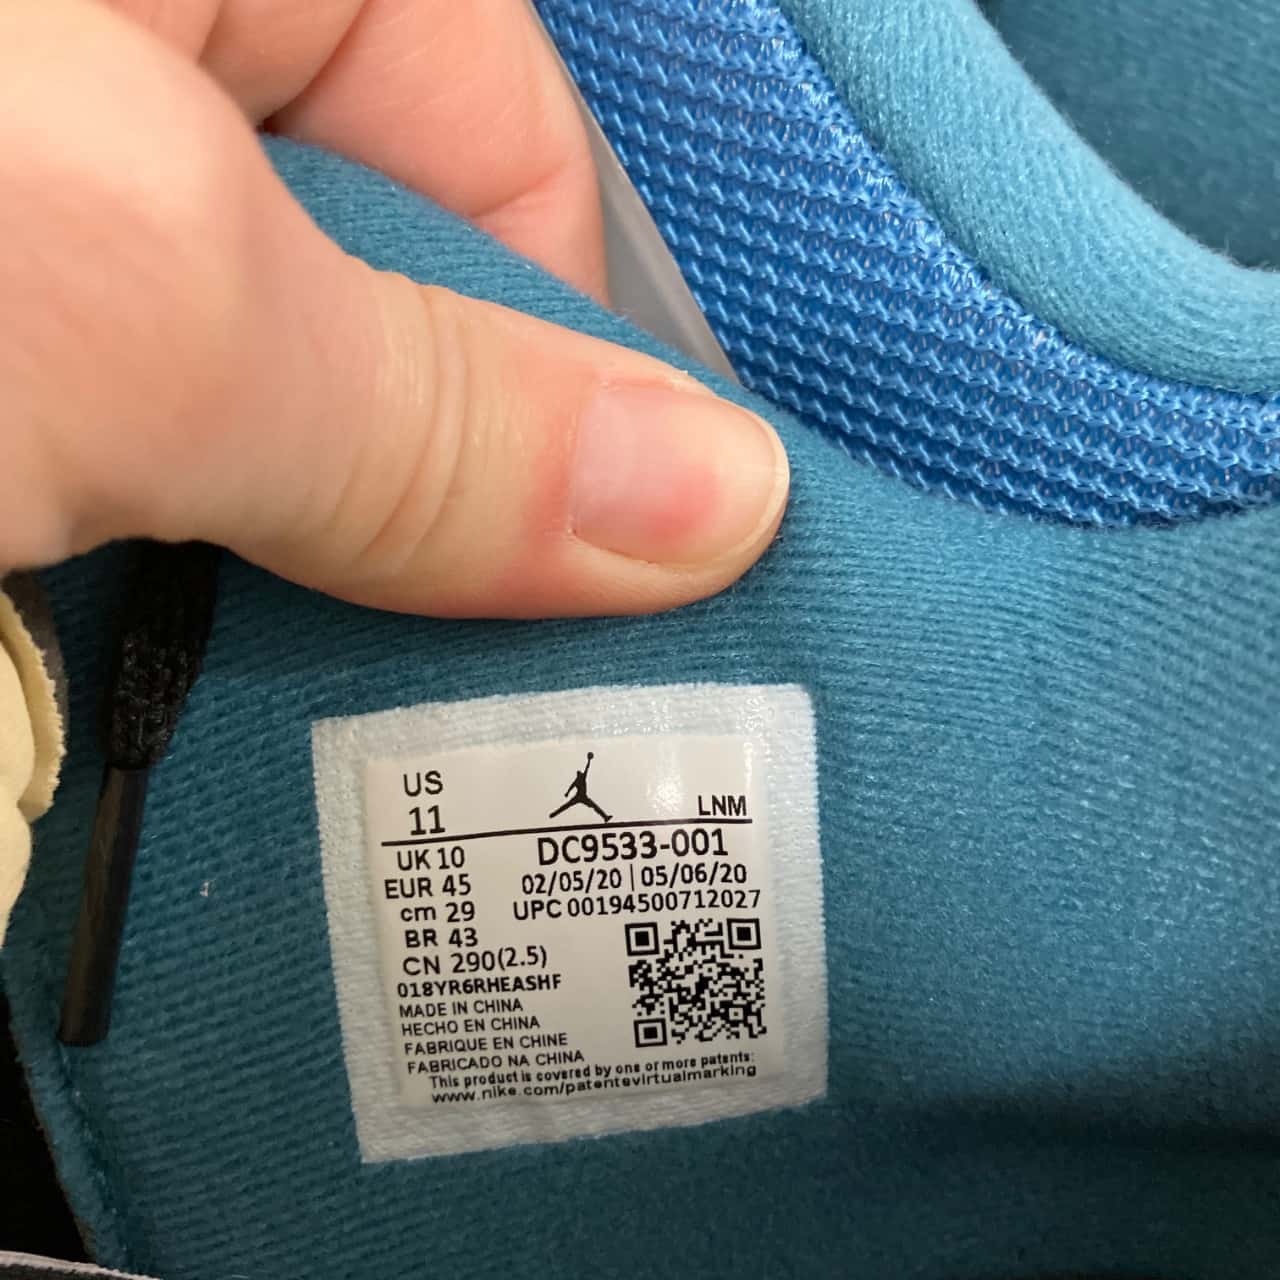 US
11
LNM
UK 10
DC9533-001
EUR 45
02/05/20 | 05/06/20
cm 29
UPC 00194500712027
BR 43
CN 290(2.5)
018YR6RHEASHF
MADE IN CHINA
HECHO EN CHINA
FABRIQUE EN CHINE
FABRICADO NA CHINA
This product is covered by one or more patents:
www.nike.com/patentsvirtualmarking